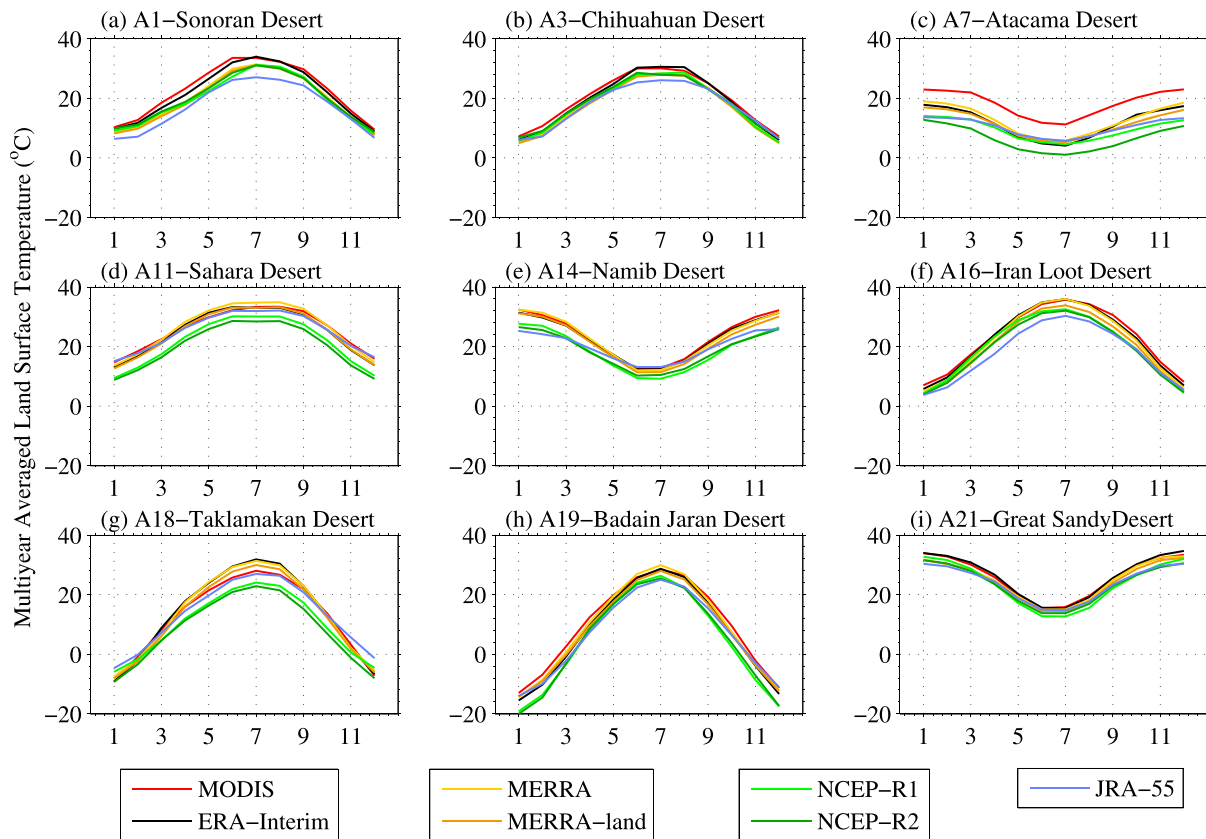 (a) A1−Sonoran Desert
(b) A3−Chihuahuan Desert
(c) A7−Atacama Desert
40
20
0
−20
1 3 5 7 9 11
40
20
0
−20
1 3 5 7 9 11
40
20
0
−20
1 3 5 7 9 11
Multiyear Averaged Land Surface Temperature (°C)
(d) A11−Sahara Desert
(e) A14−Namib Desert
(f) A16−Iran Loot Desert
40
20
0
−20
1 3 5 7 9 11
40
20
0
−20
1 3 5 7 9 11
40
20
0
−20
1 3 5 7 9 11
(g) A18−Taklamakan Desert
(h) A19−Badain Jaran Desert
(i) A21−Great SandyDesert
40
20
0
−20
1 3 5 7 9 11
40
20
0
−20
1 3 5 7 9 11
40
20
0
−20
1 3 5 7 9 11
MODIS
ERA−Interim
MERRA
MERRA−land
NCEP−R1
NCEP−R2
JRA−55